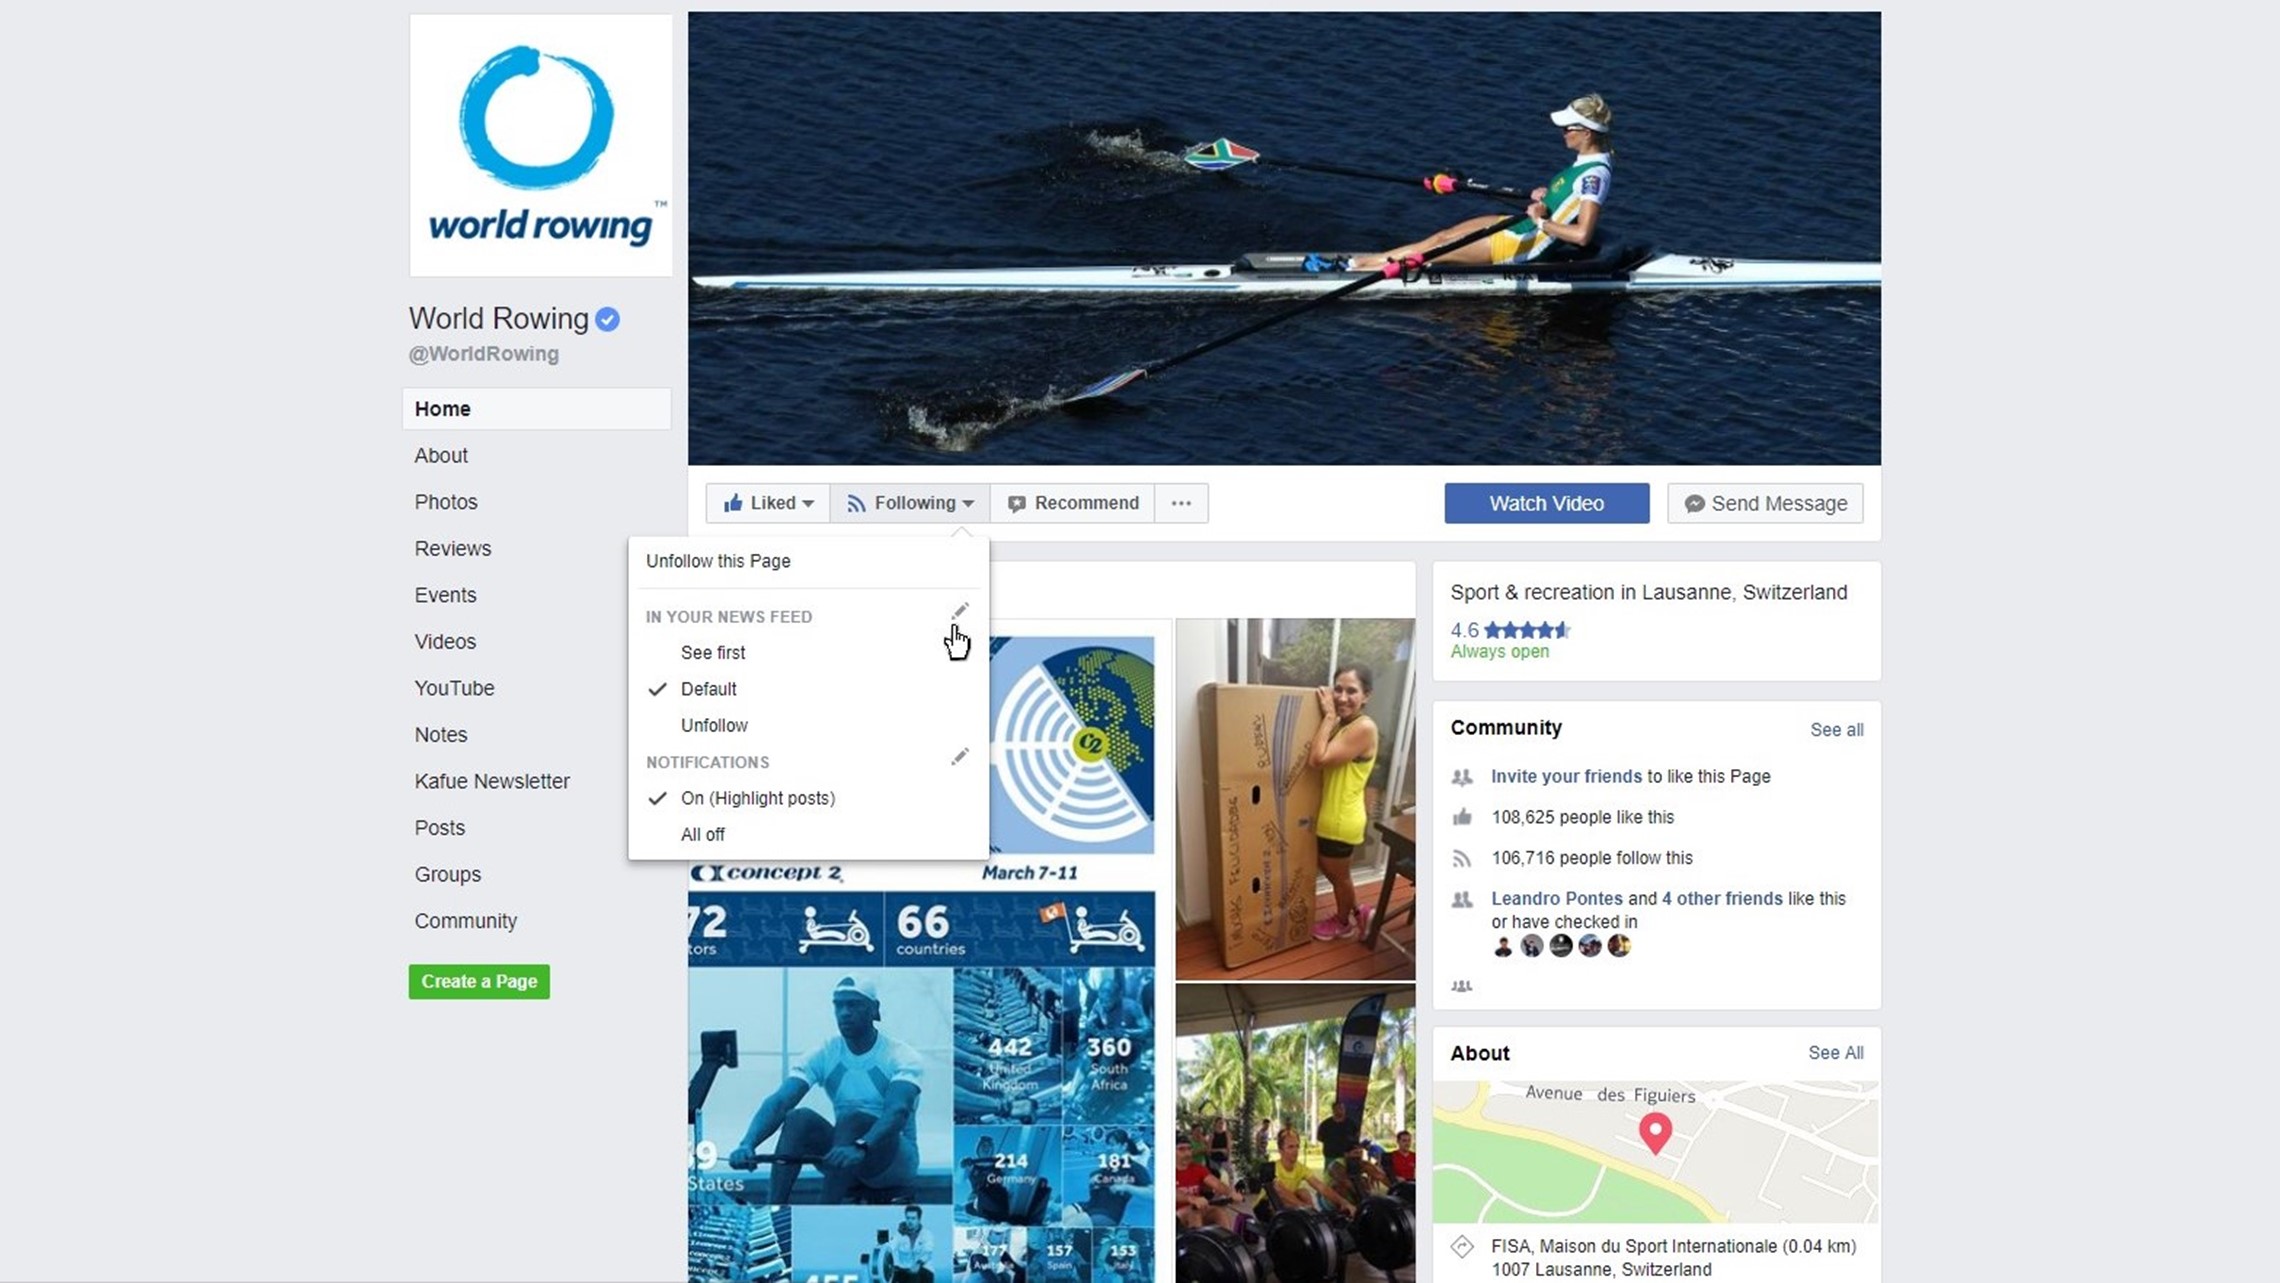 world rowing™
World Rowing
@WorldRowing
Home
About
Photos
Reviews
Events
Videos
YouTube
Notes
Kafue Newsletter
Posts
Groups
Community
Create a Page
Liked
Following
Recommend
Watch Video
Send Message
Unfollow this Page
IN YOUR NEWS FEED
See first
Default
Unfollow
NOTIFICATIONS
On (Highlight posts)
All off
C2
concept 2
March 7-11
72
tors
66
countries
442
United
Kingdom
360
South
Africa
9
States
214
Germany
181
Canada
177
157
Spain
153
Italy
455
Sport & recreation in Lausanne, Switzerland
4.6
Always open
Community
See all
Invite your friends to like this Page
108,625 people like this
106,716 people follow this
Leandro Pontes and 4 other friends like this
or have checked in
About
See All
Avenue des Figuiers
FISA, Maison du Sport Internationale (0.04 km)
1007 Lausanne, Switzerland